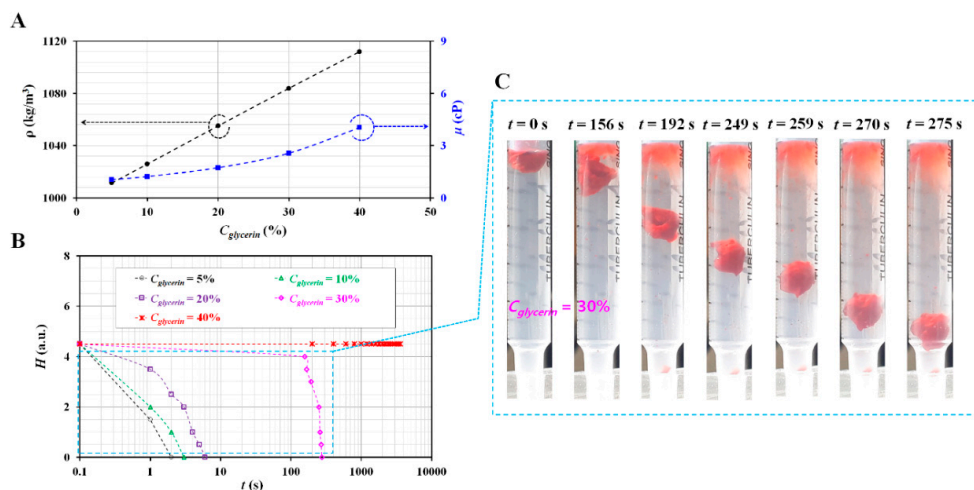 A
1120
1080
1040
1000
ρ (kg/m³)
9
6
3
0
μ (cP)
0
10
20
30
40
50
C_glycerin (%)
B
8
6
4
2
0
H (a.u.)
C_glycerin = 5%
C_glycerin = 10%
C_glycerin = 20%
C_glycerin = 30%
C_glycerin = 40%
0.1
1
10
100
1000
10000
t (s)
C
t = 0 s
t = 156 s
t = 192 s
t = 249 s
t = 259 s
t = 270 s
t = 275 s
TUBERCULIN
TUBERCULIN
TUBERCULIN
C_glycerin = 30%